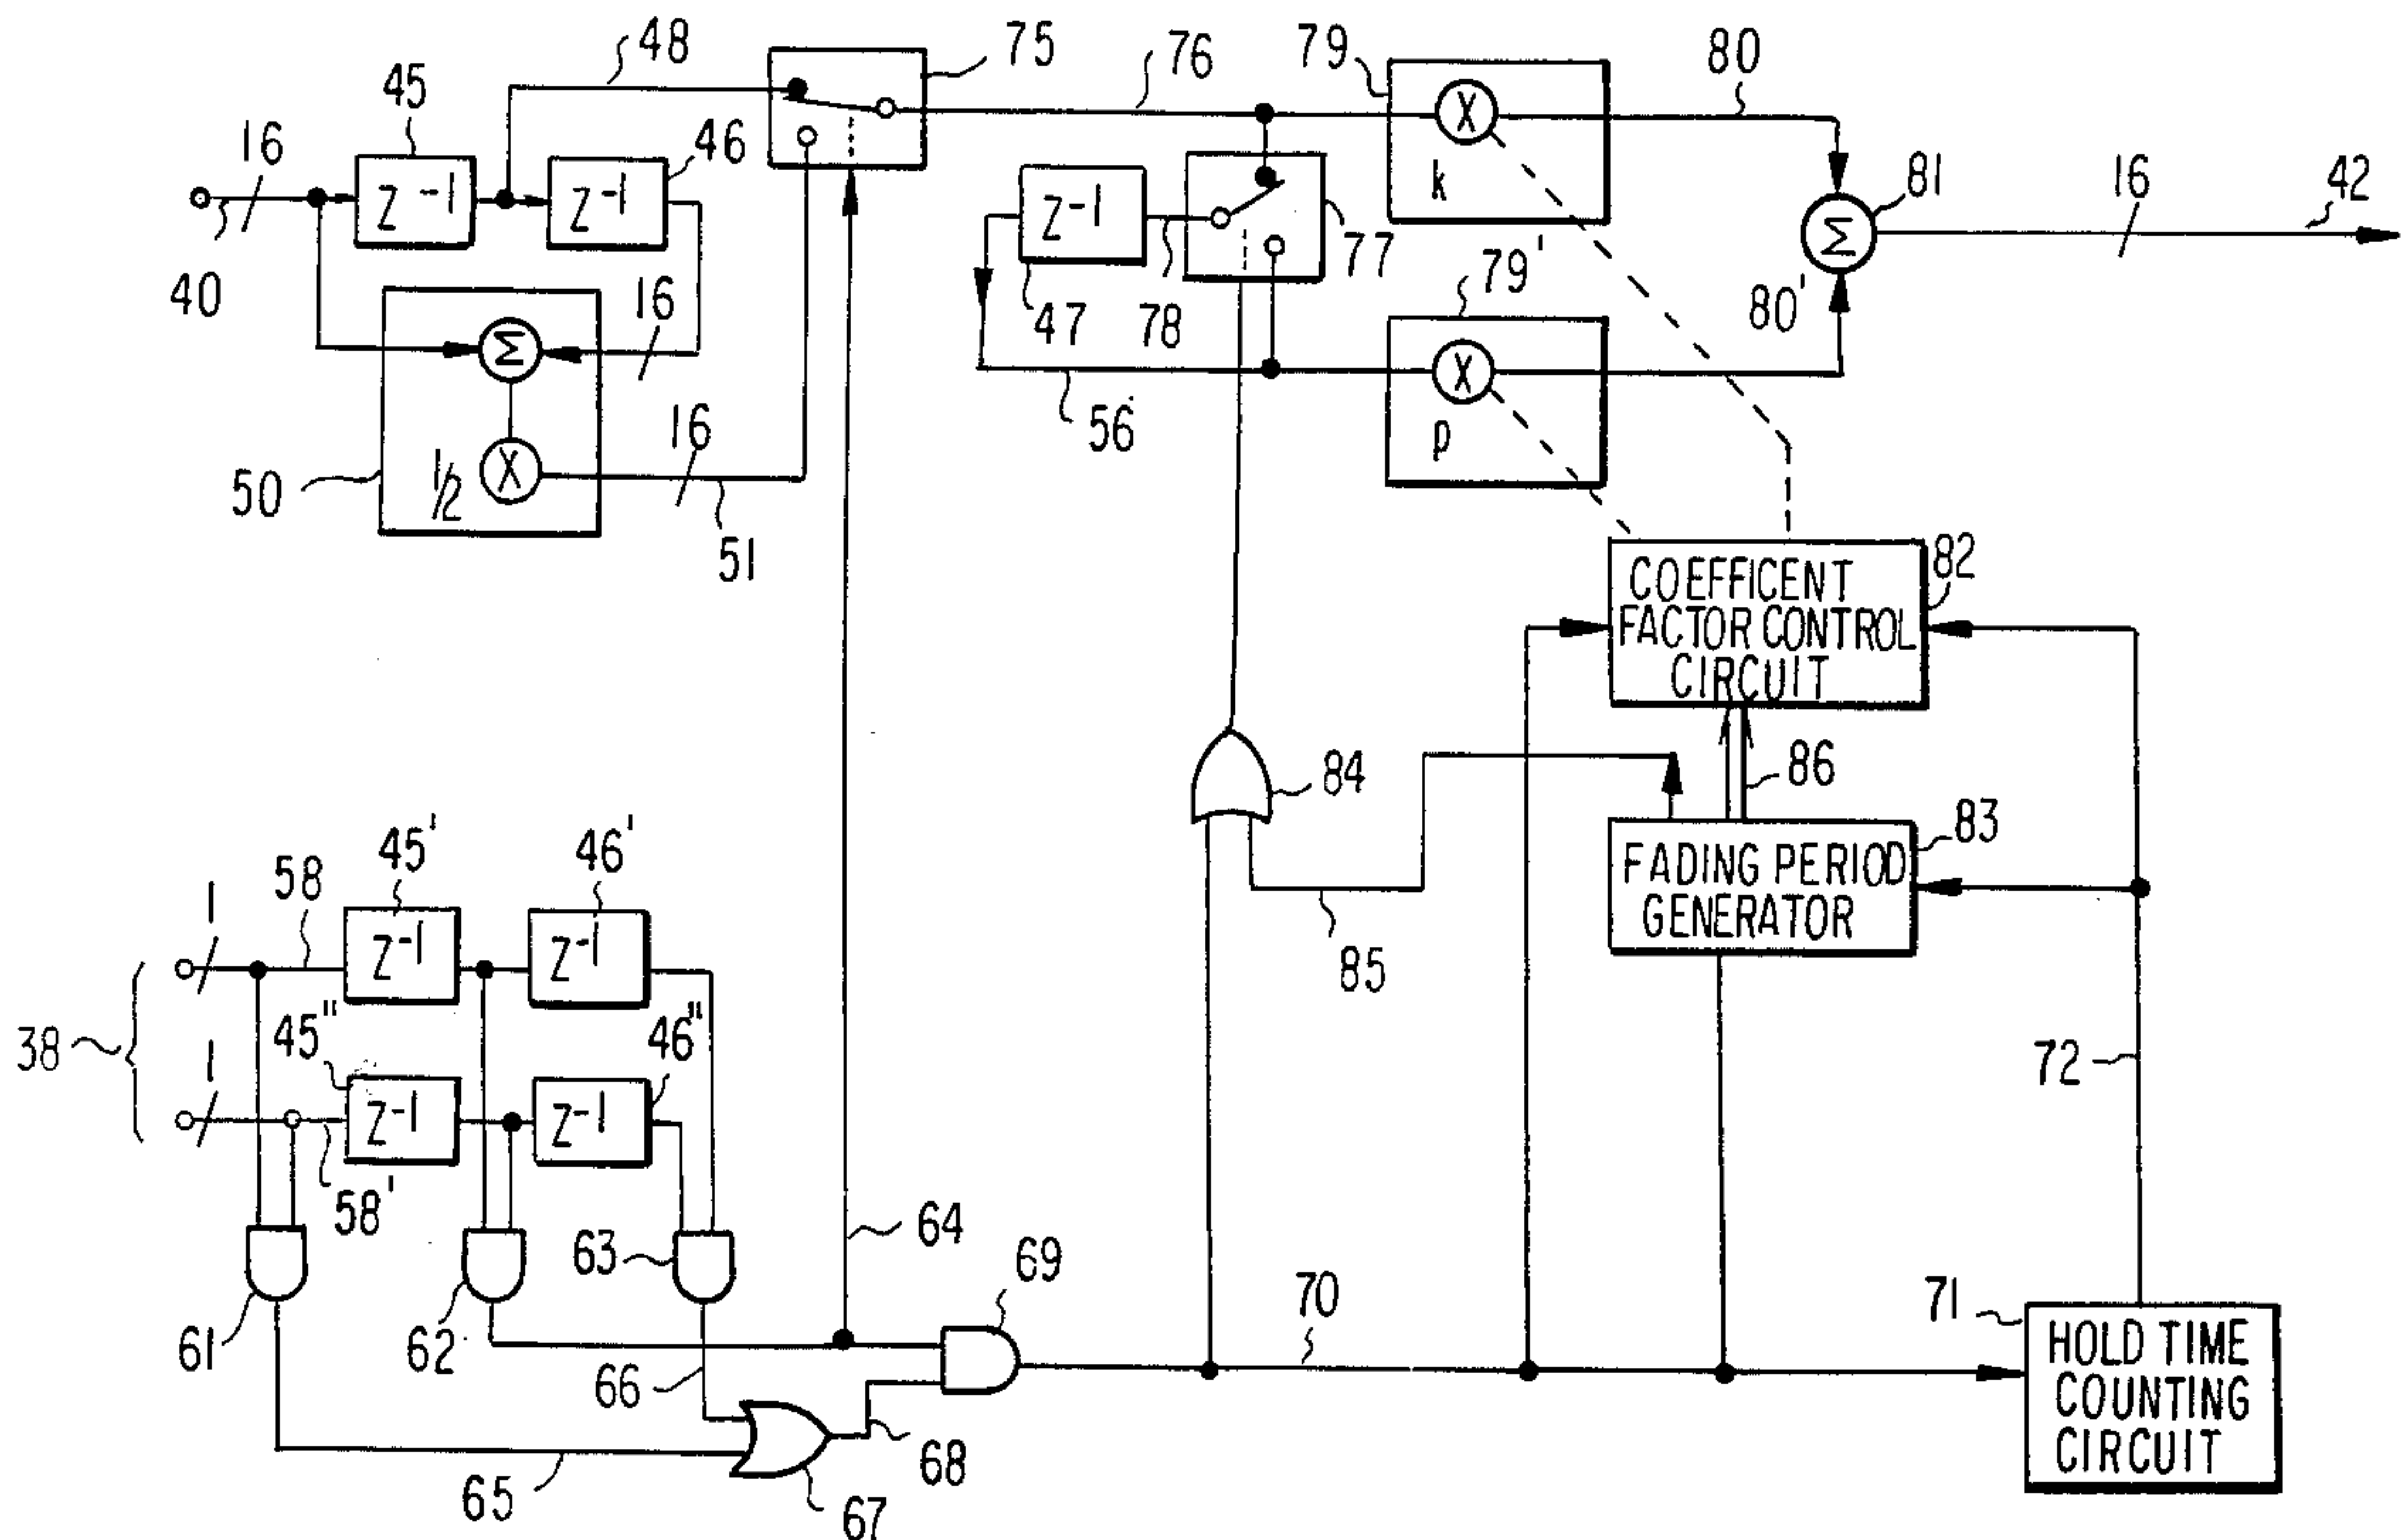 48
75
76
79
80
45
16
46
Z⁻¹
Z⁻¹
X
k
81
16
42
Σ
40
Z⁻¹
47
78
77
79'
80'
Σ
16
X
p
56
50
1/2
X
16
51
COEFFICENT
FACTOR CONTROL
CIRCUIT
82
84
86
85
FADING PERIOD
GENERATOR
83
1
58
45'
46'
Z⁻¹
Z⁻¹
38
1
45"
46"
Z⁻¹
Z⁻¹
58'
72
61
62
63
64
69
70
71
66
65
67
68
HOLD TIME
COUNTING
CIRCUIT